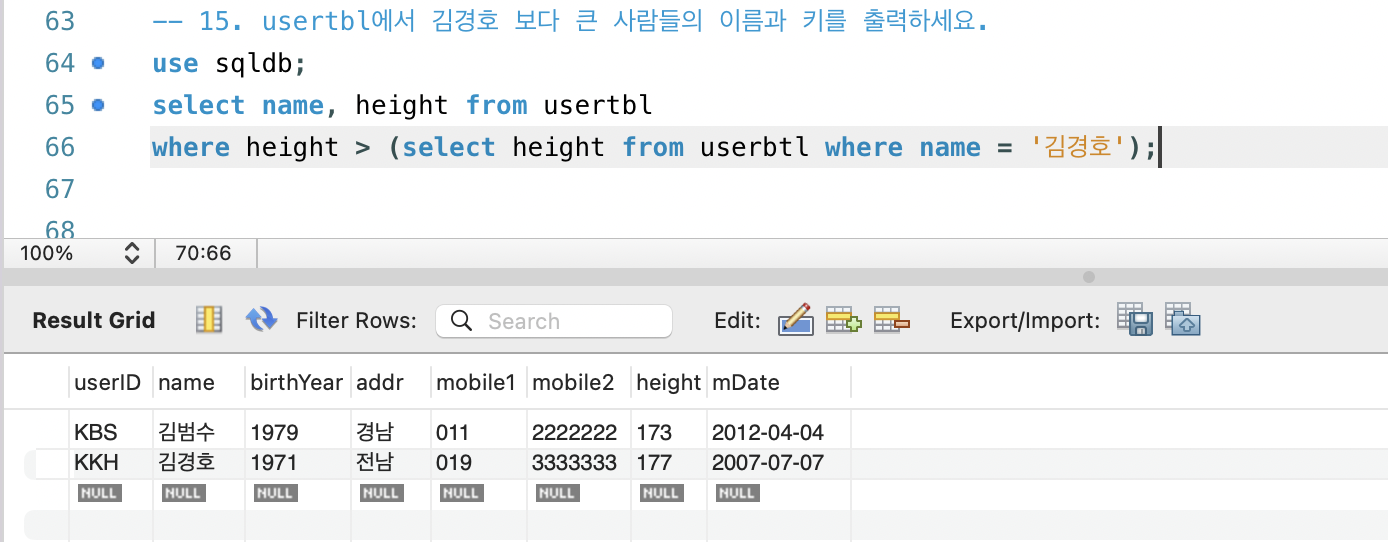 63 -- 15. usertbl에서 김경호 보다 큰 사람들의 이름과 키를 출력하세요.
64 use sqldb;
65 select name, height from usertbl
66 where height > (select height from userbtl where name = '김경호');
67
68
100% 70:66
Result Grid Filter Rows: Search Edit: Export/Import:
userID name birthYear addr mobile1 mobile2 height mDate
KBS 김범수 1979 경남 011 2222222 173 2012-04-04
KKH 김경호 1971 전남 019 3333333 177 2007-07-07
NULL NULL NULL NULL NULL NULL NULL NULL